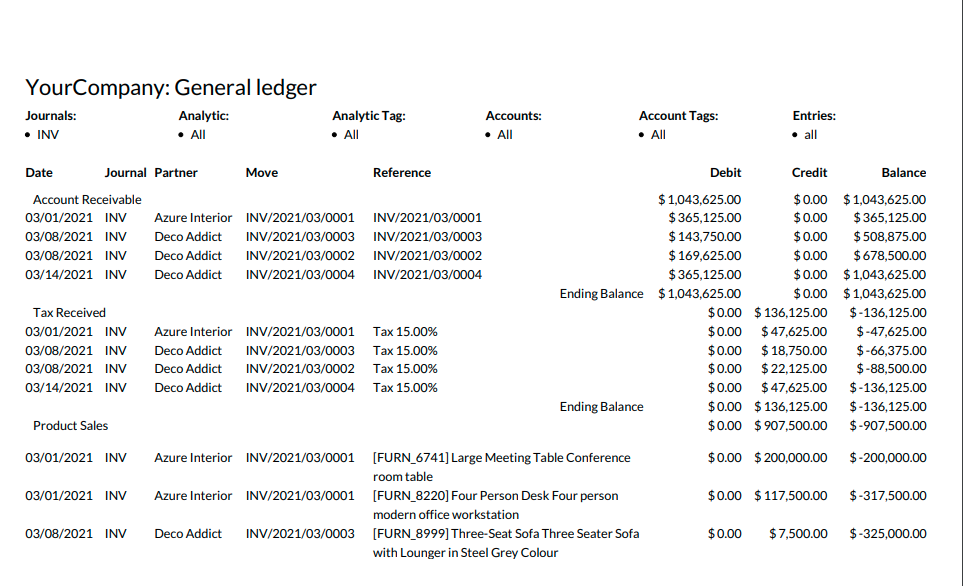 YourCompany: General ledger
Journals: Analytic: Analytic Tag: Accounts: Account Tags: Entries:
• INV • All • All • All • All • all
Date Journal Partner Move Reference Debit Credit Balance
Account Receivable $ 1,043,625.00 $ 0.00 $ 1,043,625.00
03/01/2021 INV Azure Interior INV/2021/03/0001 INV/2021/03/0001 $ 365,125.00 $ 0.00 $ 365,125.00
03/08/2021 INV Deco Addict INV/2021/03/0003 INV/2021/03/0003 $ 143,750.00 $ 0.00 $ 508,875.00
03/08/2021 INV Deco Addict INV/2021/03/0002 INV/2021/03/0002 $ 169,625.00 $ 0.00 $ 678,500.00
03/14/2021 INV Deco Addict INV/2021/03/0004 INV/2021/03/0004 $ 365,125.00 $ 0.00 $ 1,043,625.00
Ending Balance $ 1,043,625.00 $ 0.00 $ 1,043,625.00
Tax Received $ 0.00 $ 136,125.00 $ -136,125.00
03/01/2021 INV Azure Interior INV/2021/03/0001 Tax 15.00% $ 0.00 $ 47,625.00 $ -47,625.00
03/08/2021 INV Deco Addict INV/2021/03/0003 Tax 15.00% $ 0.00 $ 18,750.00 $ -66,375.00
03/08/2021 INV Deco Addict INV/2021/03/0002 Tax 15.00% $ 0.00 $ 22,125.00 $ -88,500.00
03/14/2021 INV Deco Addict INV/2021/03/0004 Tax 15.00% $ 0.00 $ 47,625.00 $ -136,125.00
Ending Balance $ 0.00 $ 136,125.00 $ -136,125.00
Product Sales $ 0.00 $ 907,500.00 $ -907,500.00
03/01/2021 INV Azure Interior INV/2021/03/0001 [FURN_6741] Large Meeting Table Conference $ 0.00 $ 200,000.00 $ -200,000.00
room table
03/01/2021 INV Azure Interior INV/2021/03/0001 [FURN_8220] Four Person Desk Four person $ 0.00 $ 117,500.00 $ -317,500.00
modern office workstation
03/08/2021 INV Deco Addict INV/2021/03/0003 [FURN_8999] Three-Seat Sofa Three Seater Sofa $ 0.00 $ 7,500.00 $ -325,000.00
with Lounger in Steel Grey Colour